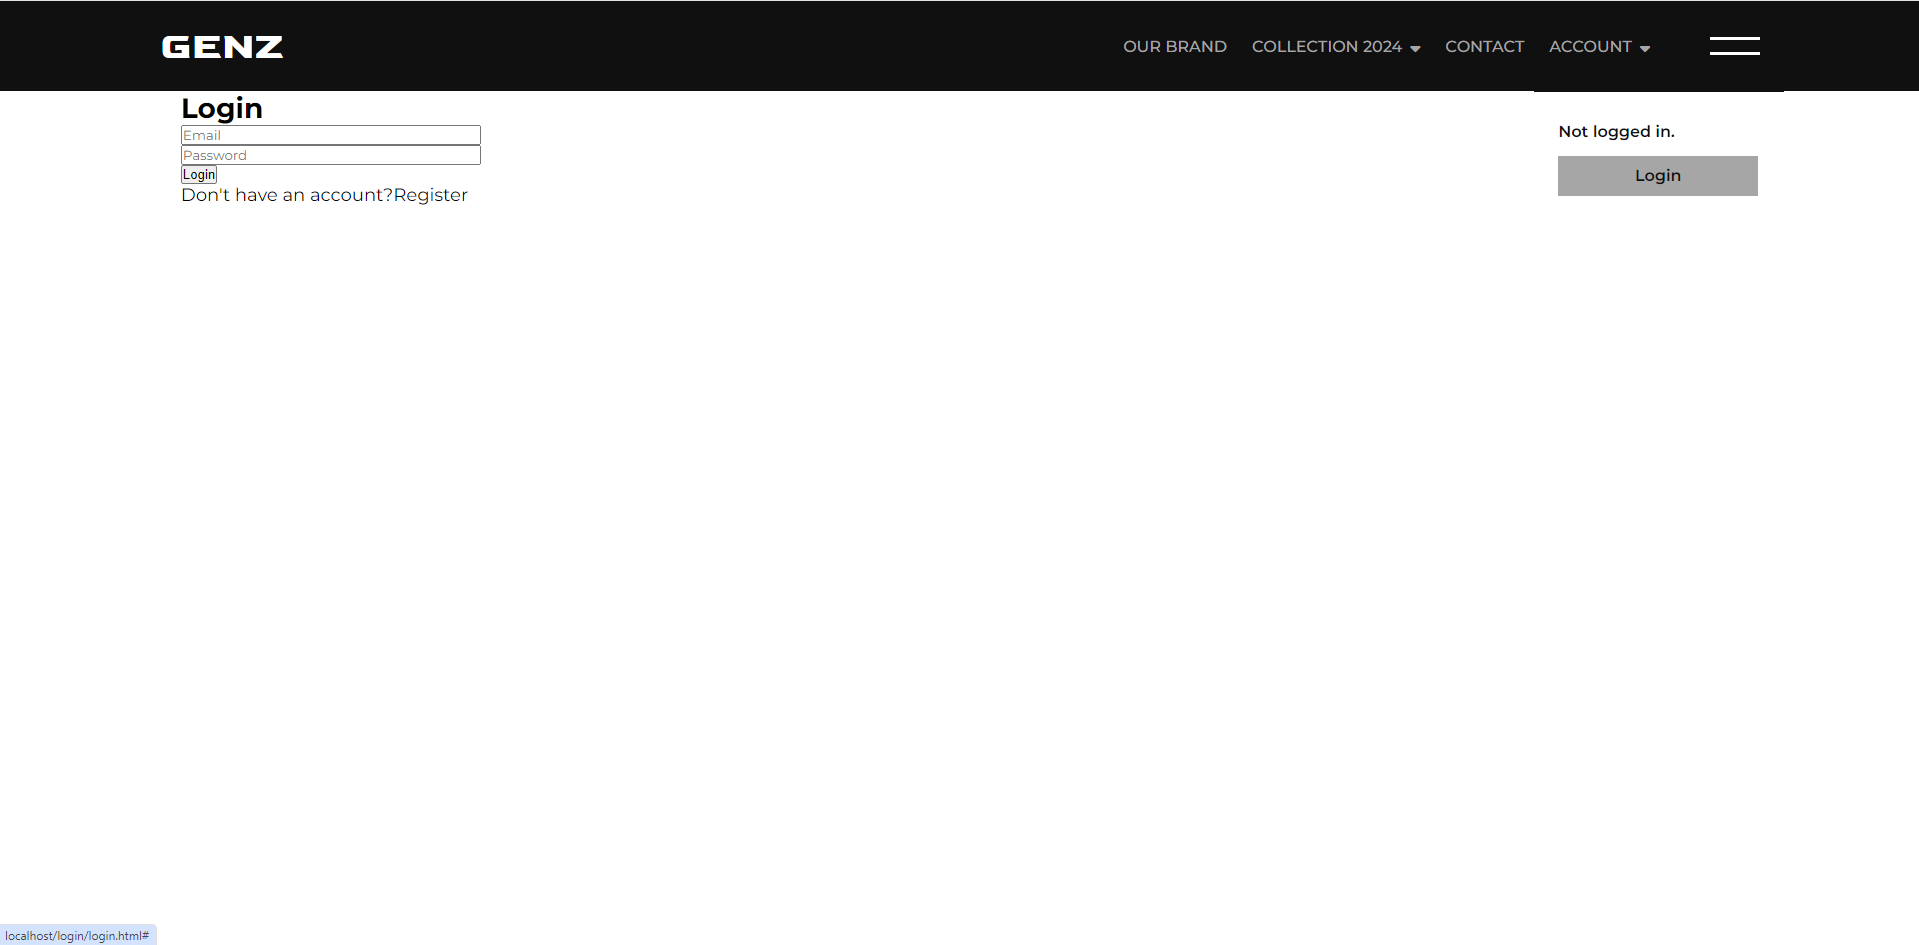 GENZ
OUR BRAND COLLECTION 2024 CONTACT ACCOUNT
Login
Email
Password
Login
Don't have an account?Register
Not logged in.
Login
localhost/login/login.html#